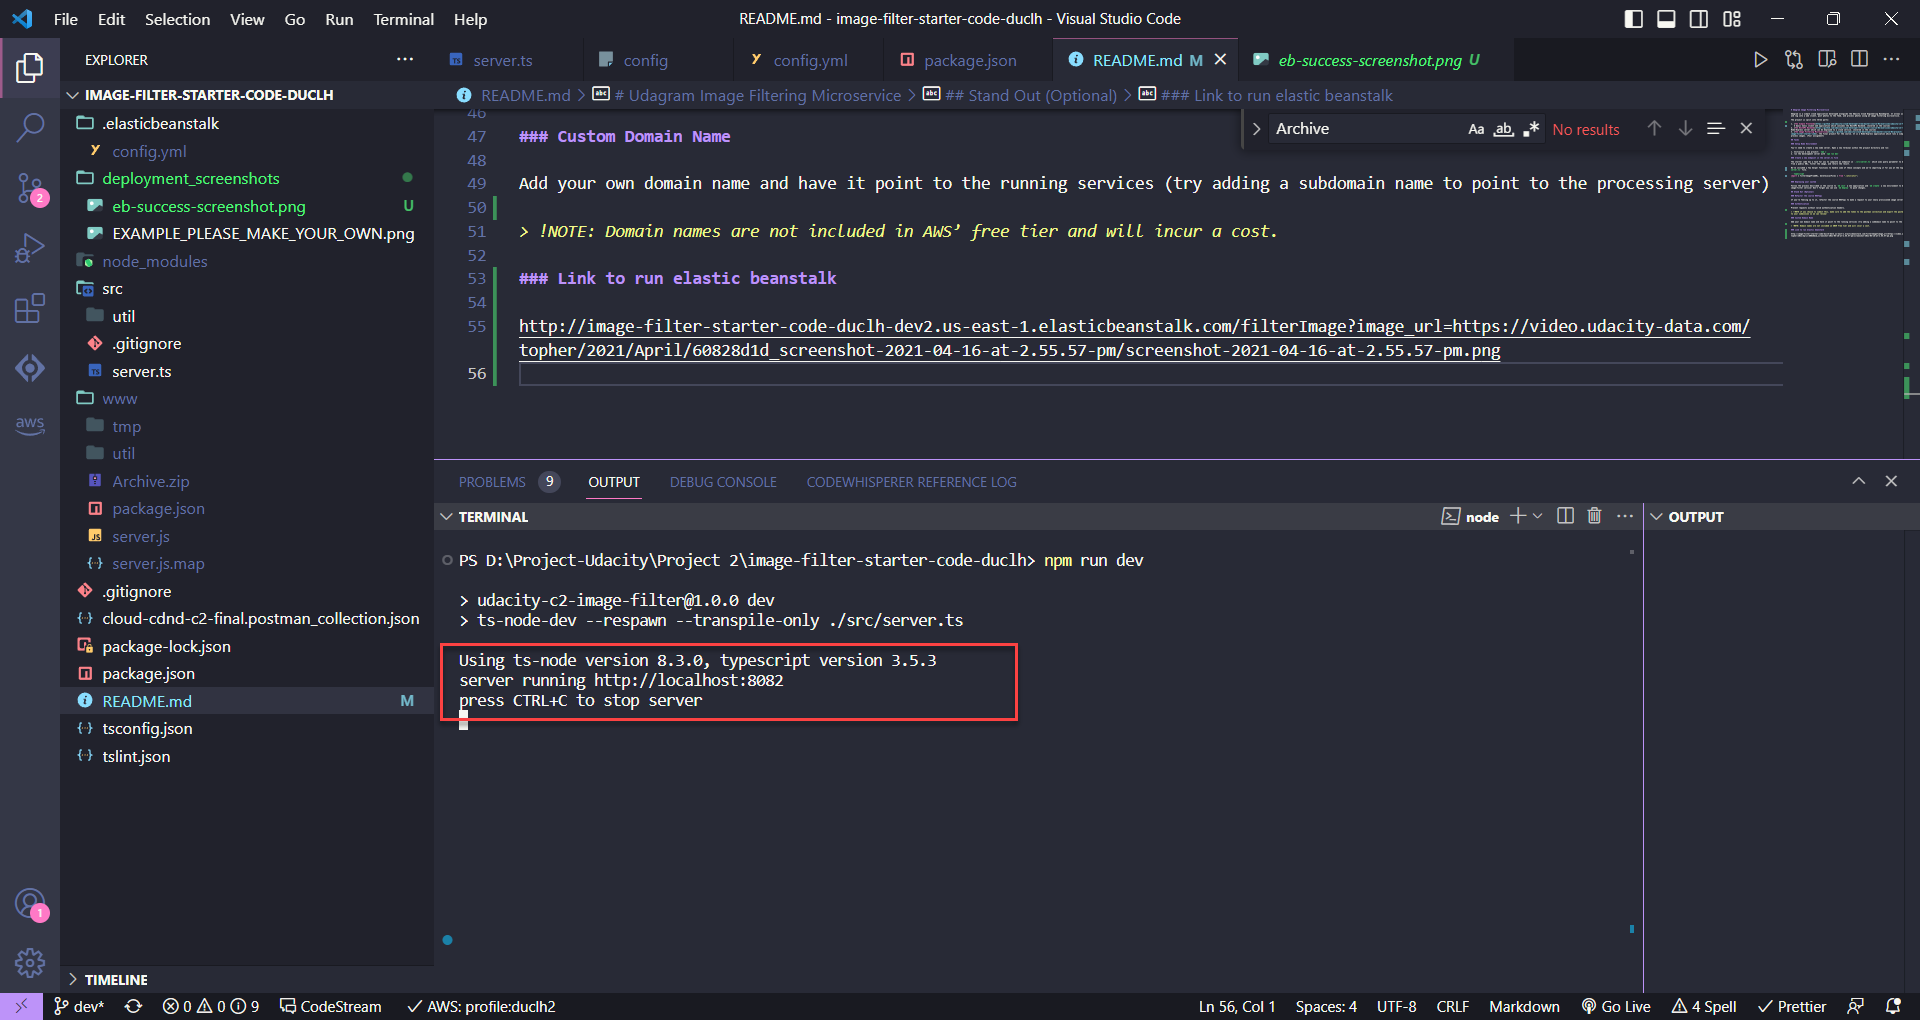 File Edit Selection View Go Run Terminal Help
README.md - image-filter-starter-code-duclh - Visual Studio Code
EXPLORER
server.ts
config
config.yml
package.json
README.md M
eb-success-screenshot.png U
IMAGE-FILTER-STARTER-CODE-DUCLH
.elasticbeanstalk
config.yml
deployment_screenshots
eb-success-screenshot.png U
EXAMPLE_PLEASE_MAKE_YOUR_OWN.png
node_modules
src
util
.gitignore
server.ts
www
tmp
util
Archive.zip
package.json
server.js
server.js.map
.gitignore
cloud-cdnd-c2-final.postman_collection.json
package-lock.json
package.json
README.md M
tsconfig.json
tslint.json
TIMELINE
2
aws
1
README.md > # Udagram Image Filtering Microservice > ## Stand Out (Optional) > ### Link to run elastic beanstalk
Archive Aa ab No results
46
47 ### Custom Domain Name
48
49 Add your own domain name and have it point to the running services (try adding a subdomain name to point to the processing server)
50
51 > !NOTE: Domain names are not included in AWS’ free tier and will incur a cost.
52
53 ### Link to run elastic beanstalk
54
55 http://image-filter-starter-code-duclh-dev2.us-east-1.elasticbeanstalk.com/filterImage?image_url=https://video.udacity-data.com/
topher/2021/April/60828d1d_screenshot-2021-04-16-at-2.55.57-pm/screenshot-2021-04-16-at-2.55.57-pm.png
56
PROBLEMS 9 OUTPUT DEBUG CONSOLE CODEWHISPERER REFERENCE LOG
TERMINAL
node
OUTPUT
PS D:\Project-Udacity\Project 2\image-filter-starter-code-duclh> npm run dev
> udacity-c2-image-filter@1.0.0 dev
> ts-node-dev --respawn --transpile-only ./src/server.ts
Using ts-node version 8.3.0, typescript version 3.5.3
server running http://localhost:8082
press CTRL+C to stop server
dev* 0 0 9 CodeStream AWS: profile:duclh2
Ln 56, Col 1 Spaces: 4 UTF-8 CRLF Markdown Go Live 4 Spell Prettier